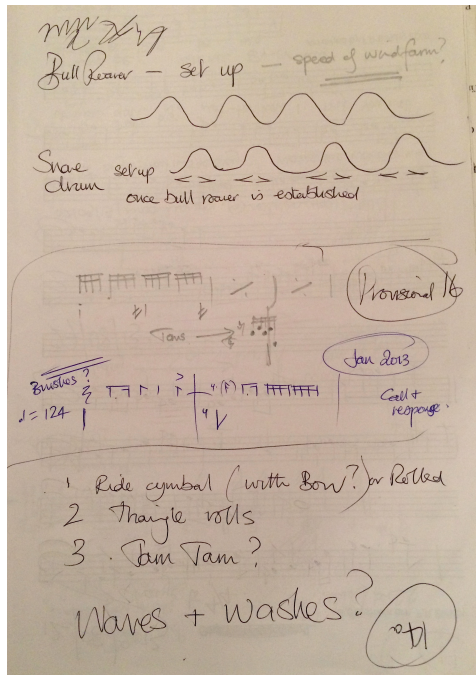 Bull Roarer — set up — speed of windfarm?
Snare drum set up
once bull roarer is established
Provisional 16
Toms →
Jan 2013
Brushes?
♩ = 124
Call + response.
1 Ride cymbal (with Bow?) or Rolled
2 triangle rolls
3 . Tam Tam?
Waves + washes?
14a